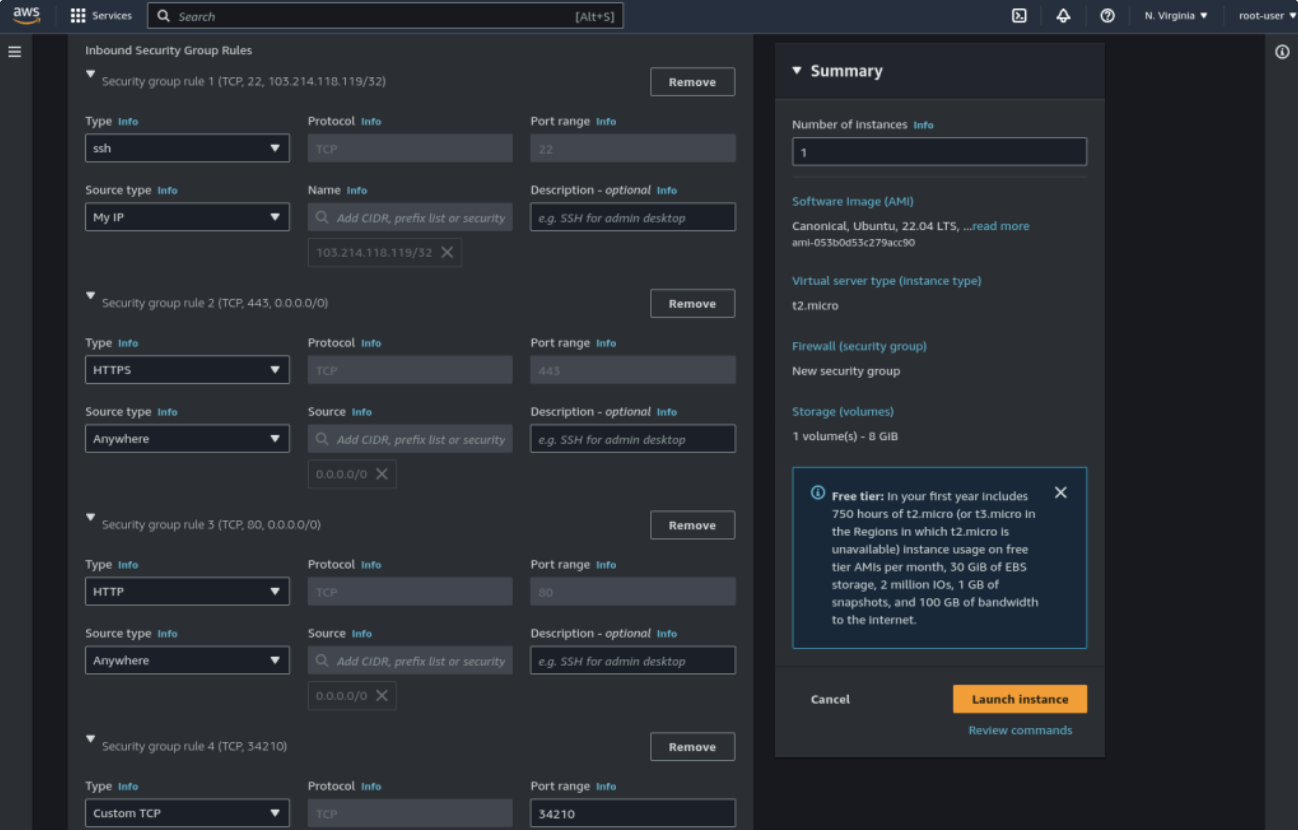 aws Services Search [Alt+S] N. Virginia ▼ root-user ▼
Inbound Security Group Rules
Security group rule 1 (TCP, 22, 103.214.118.119/32) Remove
Type Info Protocol Info Port range Info
ssh TCP 22
Source type Info Name Info Description - optional Info
My IP Add CIDR, prefix list or security e.g. SSH for admin desktop
103.214.118.119/32
Security group rule 2 (TCP, 443, 0.0.0.0/0) Remove
Type Info Protocol Info Port range Info
HTTPS TCP 443
Source type Info Source Info Description - optional Info
Anywhere Add CIDR, prefix list or security e.g. SSH for admin desktop
0.0.0.0/0
Security group rule 3 (TCP, 80, 0.0.0.0/0) Remove
Type Info Protocol Info Port range Info
HTTP TCP 80
Source type Info Source Info Description - optional Info
Anywhere Add CIDR, prefix list or security e.g. SSH for admin desktop
0.0.0.0/0
Security group rule 4 (TCP, 34210) Remove
Type Info Protocol Info Port range Info
Custom TCP TCP 34210
Summary
Number of instances Info
1
Software Image (AMI)
Canonical, Ubuntu, 22.04 LTS, ...read more
ami-053b0d53c279acc90
Virtual server type (instance type)
t2.micro
Firewall (security group)
New security group
Storage (volumes)
1 volume(s) - 8 GiB
Free tier: In your first year includes
750 hours of t2.micro (or t3.micro in
the Regions in which t2.micro is
unavailable) instance usage on free
tier AMIs per month, 30 GiB of EBS
storage, 2 million IOs, 1 GB of
snapshots, and 100 GB of bandwidth
to the internet.
Cancel Launch instance
Review commands